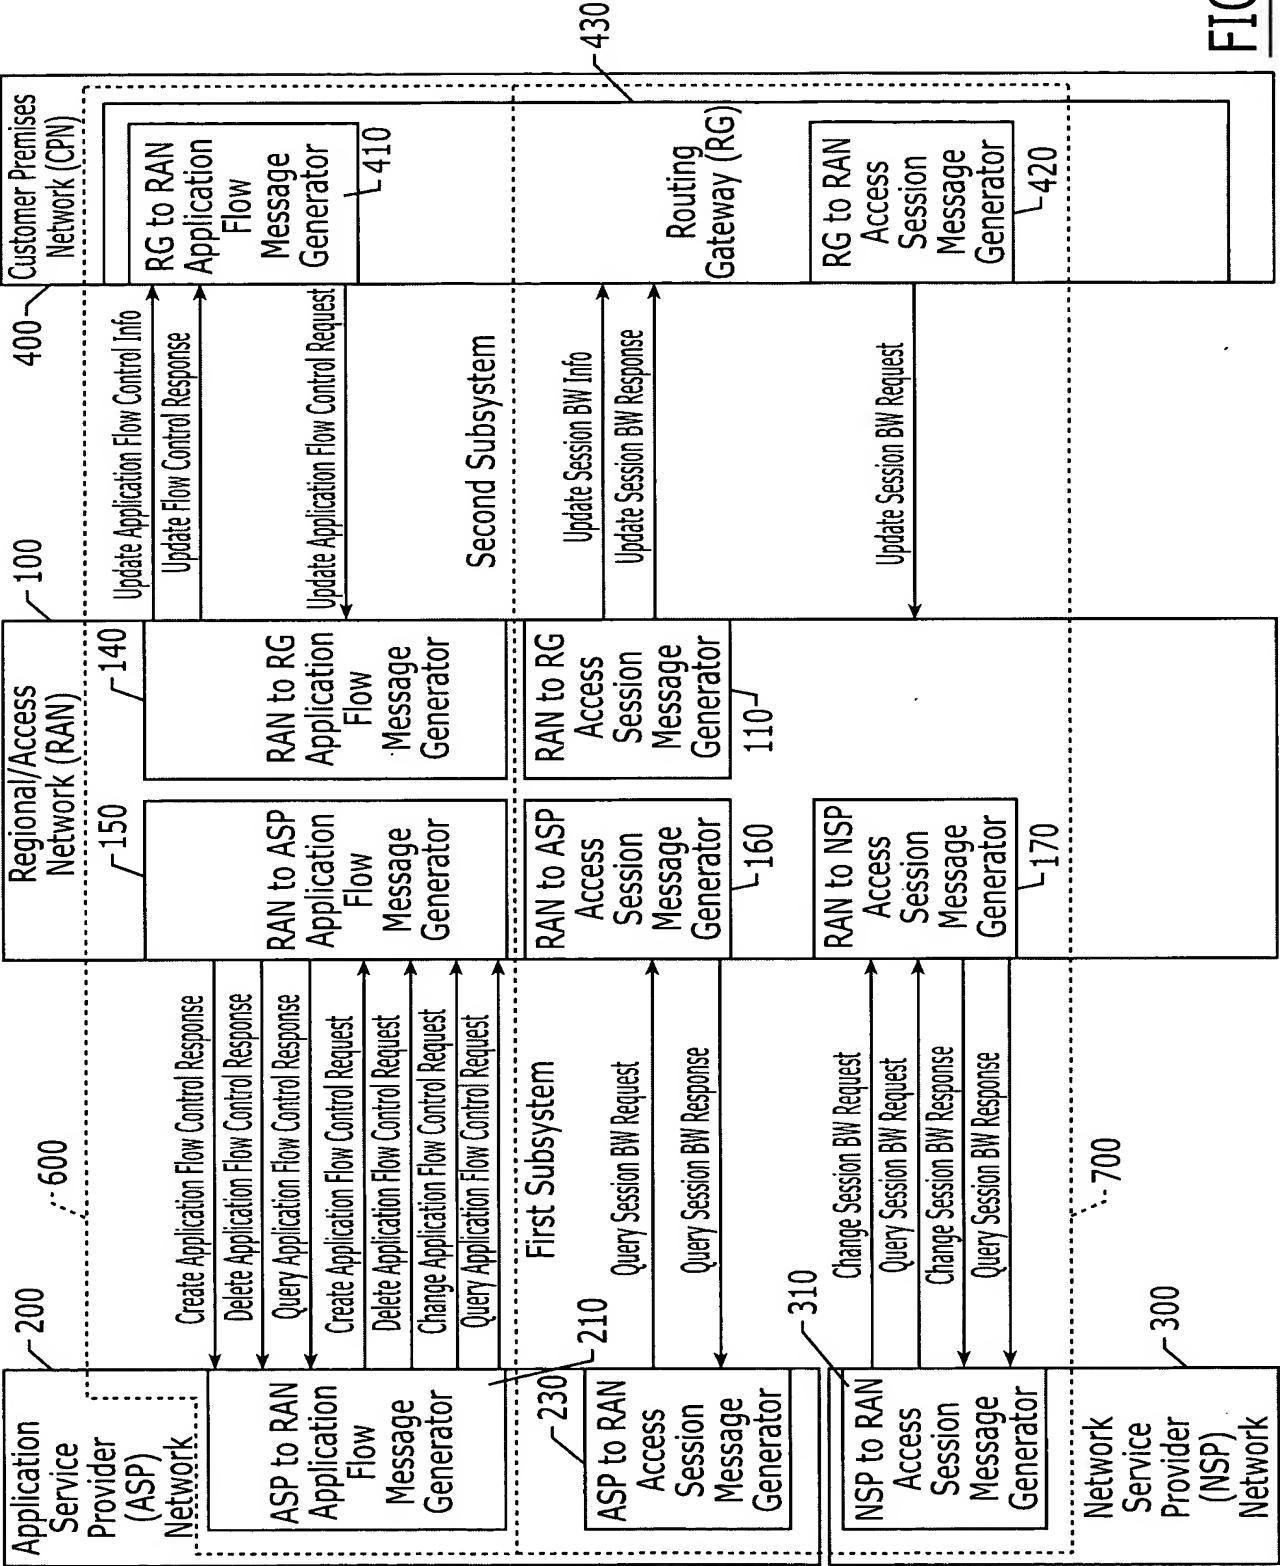 Application
Service
Provider
(ASP)
Network
200
ASP to RAN
Application
Flow
Message
Generator
210
230
ASP to RAN
Access
Session
Message
Generator
310
NSP to RAN
Access
Session
Message
Generator
300
Network
Service
Provider
(NSP)
Network
600
Create Application Flow Control Response
Delete Application Flow Control Response
Query Application Flow Control Response
Create Application Flow Control Request
Delete Application Flow Control Request
Change Application Flow Control Request
Query Application Flow Control Request
First Subsystem
Query Session BW Request
Query Session BW Response
Change Session BW Request
Query Session BW Request
Change Session BW Response
Query Session BW Response
700
Regional/Access
Network (RAN)
100
150
RAN to ASP
Application
Flow
Message
Generator
140
RAN to RG
Application
Flow
Message
Generator
RAN to ASP
Access
Session
Message
Generator
160
RAN to RG
Access
Session
Message
Generator
110
RAN to NSP
Access
Session
Message
Generator
170
Update Application Flow Control Info
Update Flow Control Response
Update Application Flow Control Request
Second Subsystem
Update Session BW Info
Update Session BW Response
Update Session BW Request
400
Customer Premises
Network (CPN)
RG to RAN
Application
Flow
Message
Generator
410
430
Routing
Gateway (RG)
RG to RAN
Access
Session
Message
Generator
420